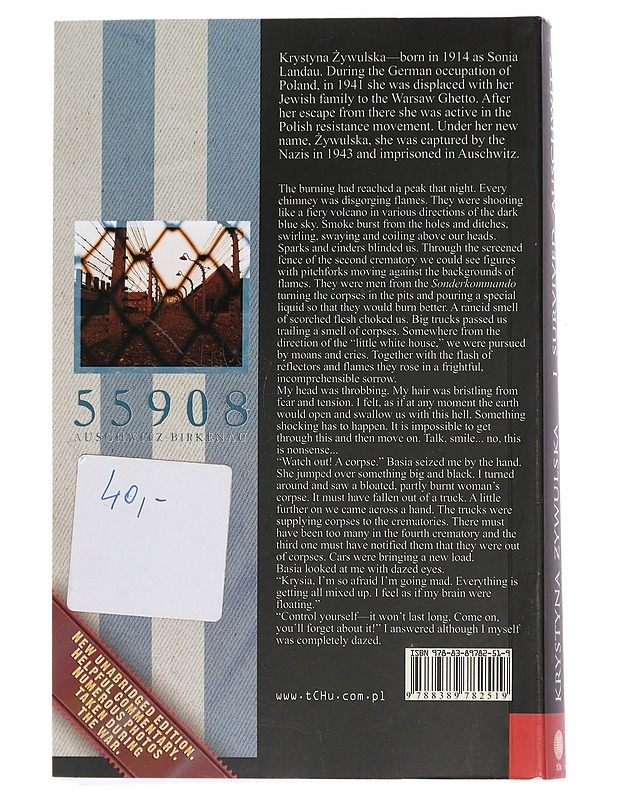 Krystyna Żywulska—born in 1914 as Sonia
Landau. During the German occupation of
Poland, in 1941 she was displaced with her
Jewish family to the Warsaw Ghetto. After
her escape from there she was active in the
Polish resistance movement. Under her new
name, Żywulska, she was captured by the
Nazis in 1943 and imprisoned in Auschwitz.
The burning had reached a peak that night. Every
chimney was disgorging flames. They were shooting
like a fiery volcano in various directions of the dark
blue sky. Smoke burst from the holes and ditches,
swirling, swaying and coiling above our heads.
Sparks and cinders blinded us. Through the screened
fence of the second crematory we could see figures
with pitchforks moving against the backgrounds of
flames. They were men from the Sonderkommando
turning the corpses in the pits and pouring a special
liquid so that they would burn better. A rancid smell
of scorched flesh choked us. Big trucks passed us
trailing a smell of corpses. Somewhere from the
direction of the "little white house," we were pursued
by moans and cries. Together with the flash of
reflectors and flames they rose in a frightful,
incomprehensible sorrow.
My head was throbbing. My hair was bristling from
fear and tension. I felt, as if at any moment the earth
would open and swallow us with this hell. Something
shocking has to happen. It is impossible to get
through this and then move on. Talk, smile... no, this
is nonsense...
"Watch out! A corpse." Basia seized me by the hand.
She jumped over something big and black. I turned
around and saw a bloated, partly burnt woman's
corpse. It must have fallen out of a truck. A little
further on we came across a hand. The trucks were
supplying corpses to the crematories. There must
have been too many in the fourth crematory and the
third one must have notified them that they were out
of corpses. Cars were bringing a new load.
Basia looked at me with dazed eyes.
"Krysia, I'm so afraid I'm going mad. Everything is
getting all mixed up. I feel as if my brain were
floating."
"Control yourself—it won't last long. Come on,
you'll forget about it!" I answered although I myself
was completely dazed.
55908
AUSCHWITZ-BIRKENAU
40,-
NEW UNABRIDGED EDITION.
HELPFUL COMMENTARY.
NUMEROUS PHOTOS
TAKEN DURING
THE WAR.
www.tCHu.com.pl
ISBN 978-83-89782-51-9
9 788389 782519
KRYSTYNA ŻYWULSKA I SURVIVED AUSCHWITZ